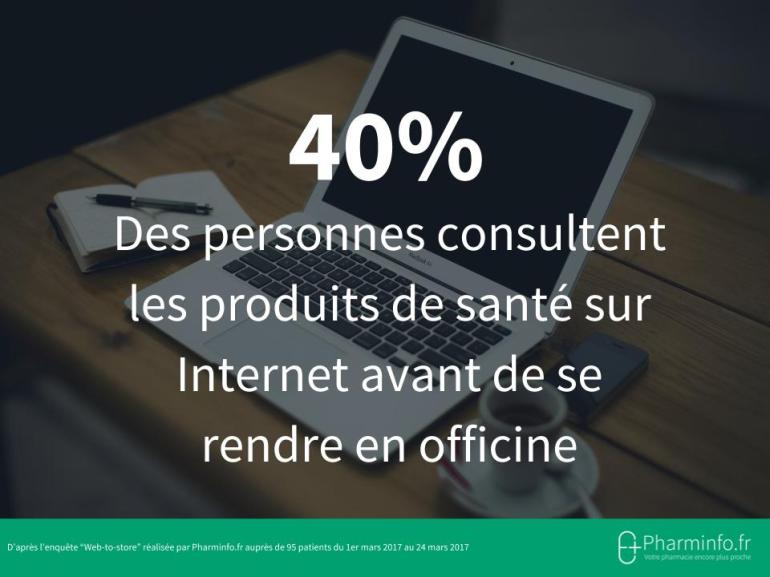 40%
Des personnes consultent
les produits de santé sur
Internet avant de se
rendre en officine
D'après l'enquête "Web-to-store" réalisée par Pharminfo.fr auprès de 95 patients du 1er mars 2017 au 24 mars 2017
Pharminfo.fr
Votre pharmacie encore plus proche